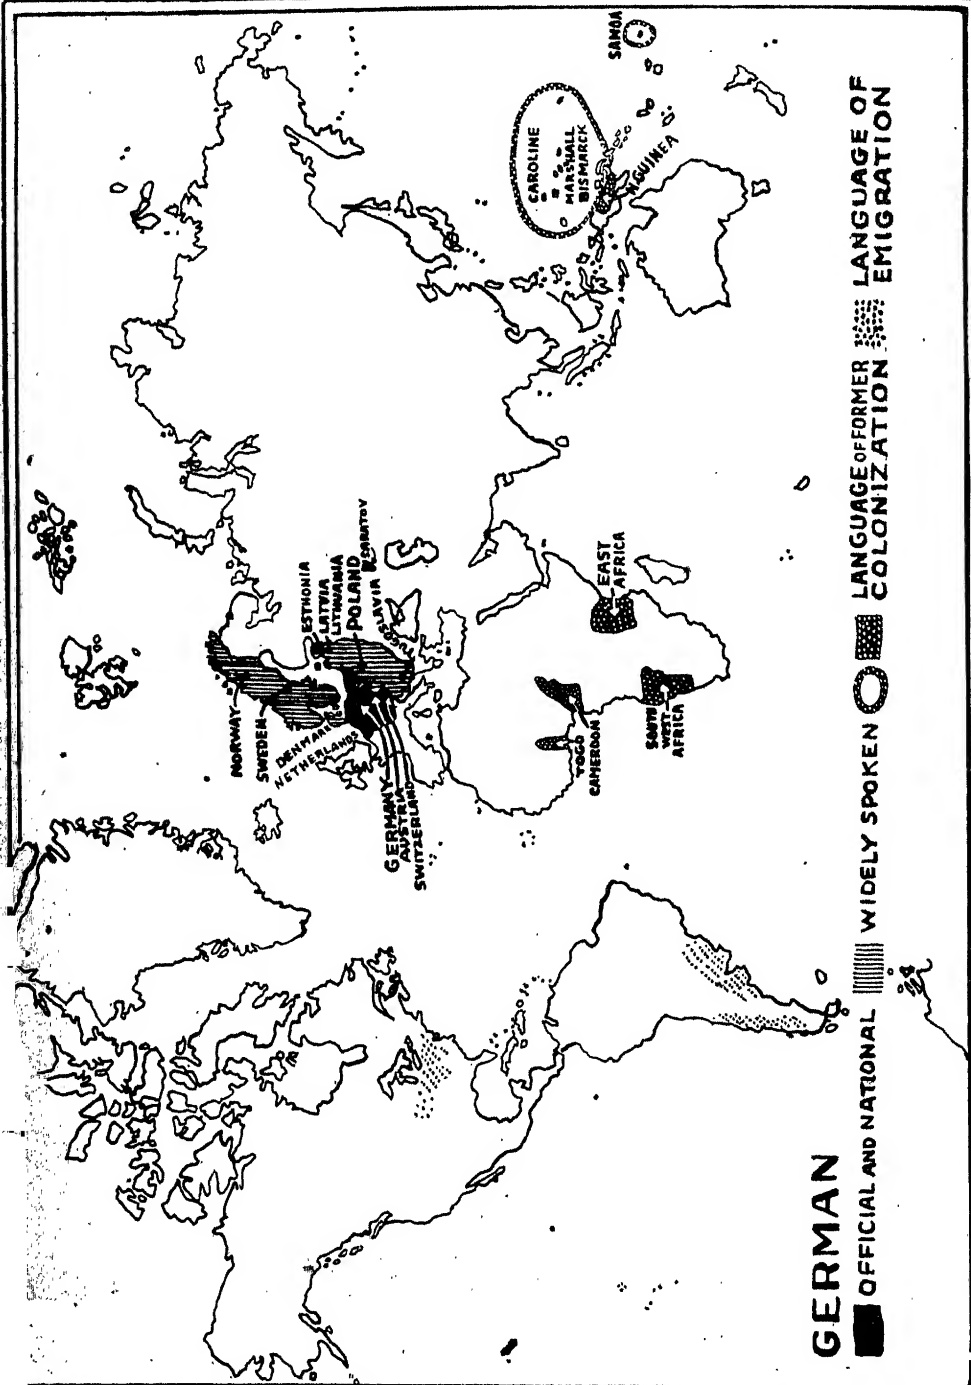 NORWAY
SWEDEN
DENMARK
NETHERLANDS
GERMANY
AUSTRIA
SWITZERLAND
ESTHONIA
LATVIA
LITHUANIA
POLAND
SARATOV
TOGO
CAMEROON
SOUTH
WEST
AFRICA
EAST
AFRICA
CAROLINE
MARSHALL
BISMARCK
N.GUINEA
SAMOA
GERMAN
OFFICIAL AND NATIONAL
WIDELY SPOKEN
LANGUAGE OF FORMER
COLONIZATION
LANGUAGE OF
EMIGRATION